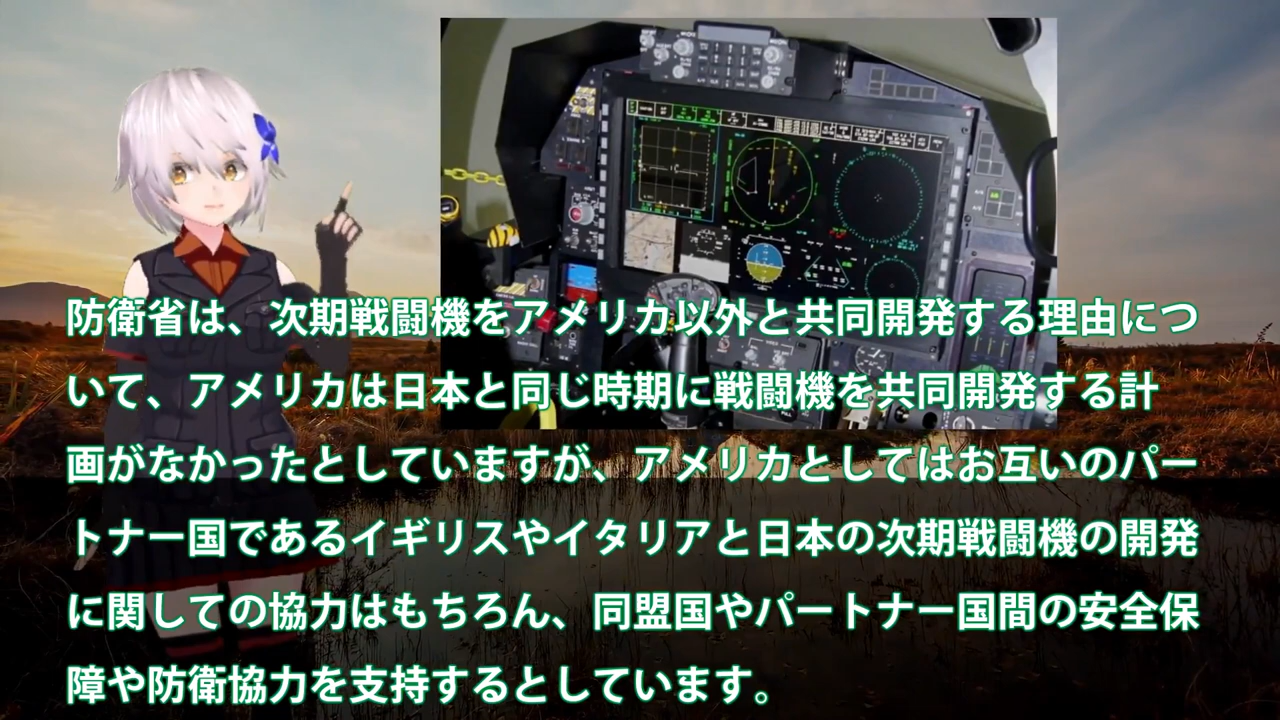 防衛省は、次期戦闘機をアメリカ以外と共同開発する理由につ
いて、アメリカは日本と同じ時期に戦闘機を共同開発する計
画がなかったとしていますが、アメリカとしてはお互いのパー
トナー国であるイギリスやイタリアと日本の次期戦闘機の開発
に関しての協力はもちろん、同盟国やパートナー国間の安全保
障や防衛協力を支持するとしています。